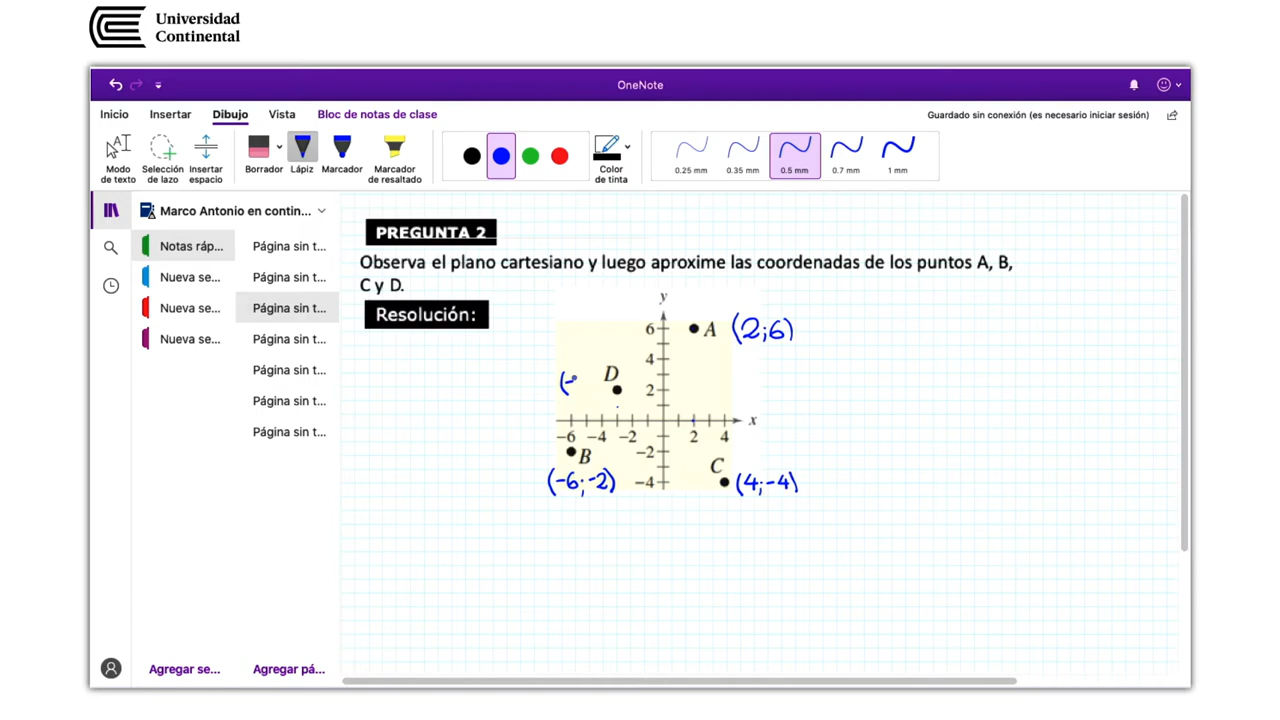 Universidad
Continental
OneNote
Inicio Insertar Dibujo Vista Bloc de notas de clase
Guardado sin conexión (es necesario iniciar sesión)
Modo de texto
Selección de lazo
Insertar espacio
Borrador
Lápiz
Marcador
Marcador de resaltado
Color de tinta
0.25 mm 0.35 mm 0.5 mm 0.7 mm 1 mm
Marco Antonio en contin...
Notas ráp... Página sin t...
Nueva se... Página sin t...
Nueva se... Página sin t...
Nueva se... Página sin t...
Página sin t...
Página sin t...
Página sin t...
PREGUNTA 2
Observa el plano cartesiano y luego aproxime las coordenadas de los puntos A, B,
C y D.
Resolución:
y
6 A (2;6)
4
(- D
2
x
-6 -4 -2 2 4
B -2
C
(-6;-2) -4 (4;-4)
Agregar se... Agregar pá...